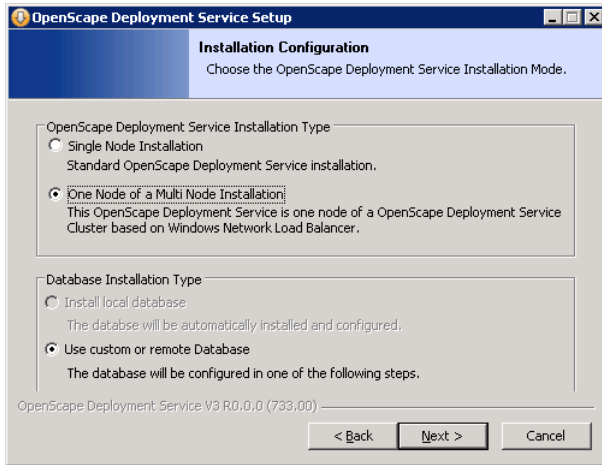 OpenScape Deployment Service Setup
Installation Configuration
Choose the OpenScape Deployment Service Installation Mode.
OpenScape Deployment Service Installation Type
Single Node Installation
Standard OpenScape Deployment Service installation.
One Node of a Multi Node Installation
This OpenScape Deployment Service is one node of a OpenScape Deployment Service
Cluster based on Windows Network Load Balancer.
Database Installation Type
Install local database
The databse will be automatically installed and configured.
Use custom or remote Database
The database will be configured in one of the following steps.
OpenScape Deployment Service V3 R0.0.0 (733.00)
< Back Next > Cancel